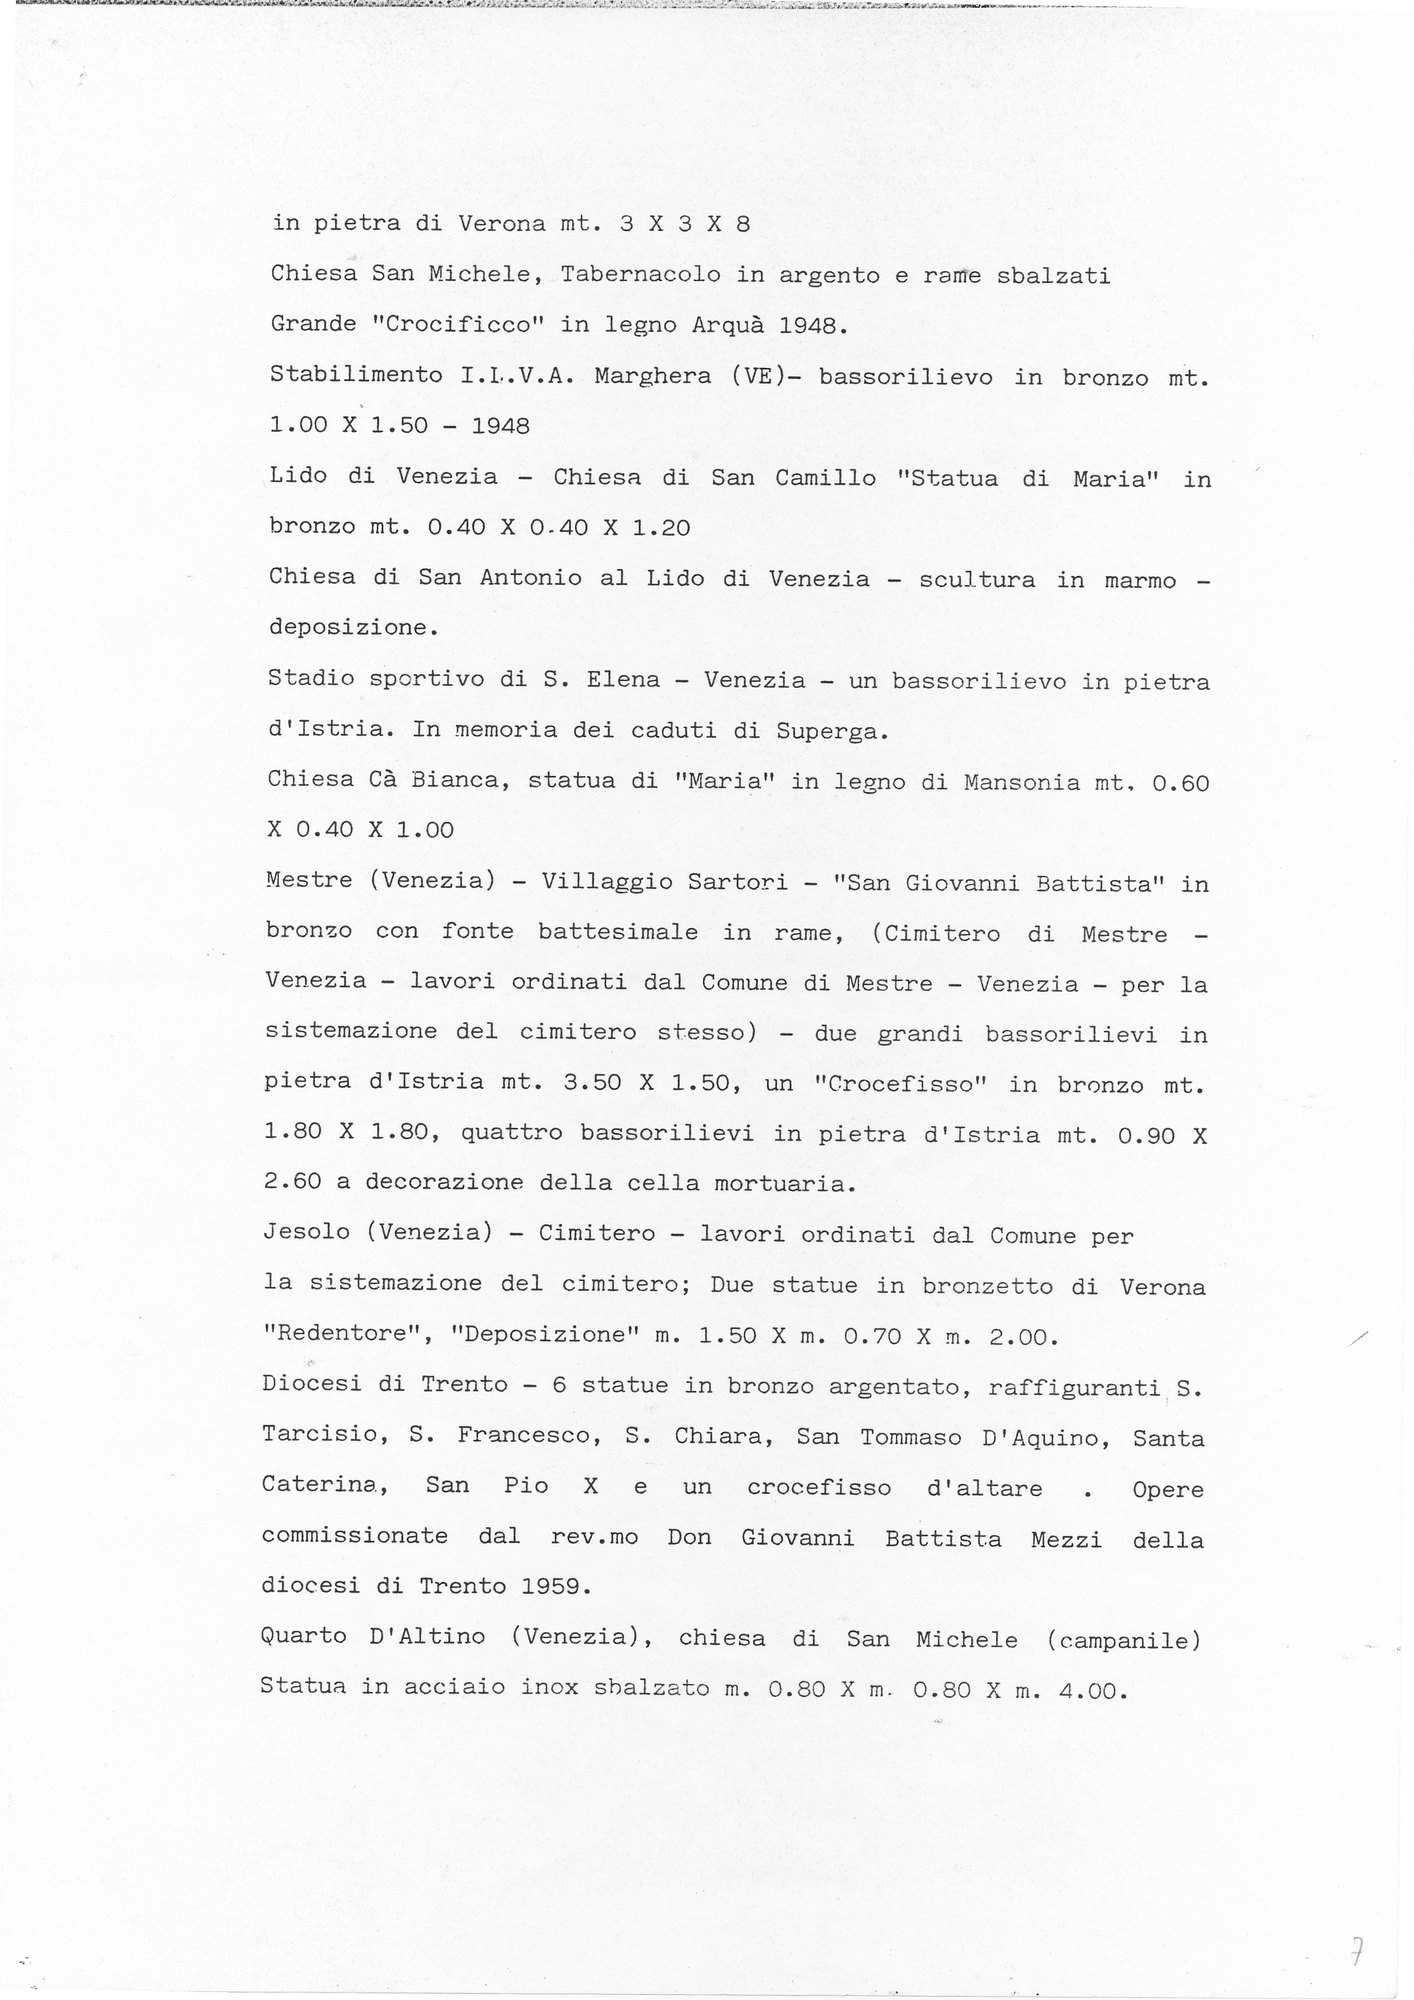 in pietra di Verona mt. 3 X 3 X 8
Chiesa San Michele, Tabernacolo in argento e rame sbalzati
Grande "Crocificco" in legno Arquà 1948.
Stabilimento I.L.V.A. Marghera (VE)- bassorilievo in bronzo mt.
1.00 X 1.50 - 1948
Lido di Venezia - Chiesa di San Camillo "Statua di Maria" in
bronzo mt. 0.40 X 0.40 X 1.20
Chiesa di San Antonio al Lido di Venezia - scultura in marmo -
deposizione.
Stadio sportivo di S. Elena - Venezia - un bassorilievo in pietra
d'Istria. In memoria dei caduti di Superga.
Chiesa Cà Bianca, statua di "Maria" in legno di Mansonia mt. 0.60
X 0.40 X 1.00
Mestre (Venezia) - Villaggio Sartori - "San Giovanni Battista" in
bronzo con fonte battesimale in rame, (Cimitero di Mestre -
Venezia - lavori ordinati dal Comune di Mestre - Venezia - per la
sistemazione del cimitero stesso) - due grandi bassorilievi in
pietra d'Istria mt. 3.50 X 1.50, un "Crocefisso" in bronzo mt.
1.80 X 1.80, quattro bassorilievi in pietra d'Istria mt. 0.90 X
2.60 a decorazione della cella mortuaria.
Jesolo (Venezia) - Cimitero - lavori ordinati dal Comune per
la sistemazione del cimitero; Due statue in bronzetto di Verona
"Redentore", "Deposizione" m. 1.50 X m. 0.70 X m. 2.00.
Diocesi di Trento - 6 statue in bronzo argentato, raffiguranti S.
Tarcisio, S. Francesco, S. Chiara, San Tommaso D'Aquino, Santa
Caterina, San Pio X e un crocefisso d'altare . Opere
commissionate dal rev.mo Don Giovanni Battista Mezzi della
diocesi di Trento 1959.
Quarto D'Altino (Venezia), chiesa di San Michele (campanile)
Statua in acciaio inox sbalzato m. 0.80 X m. 0.80 X m. 4.00.
7